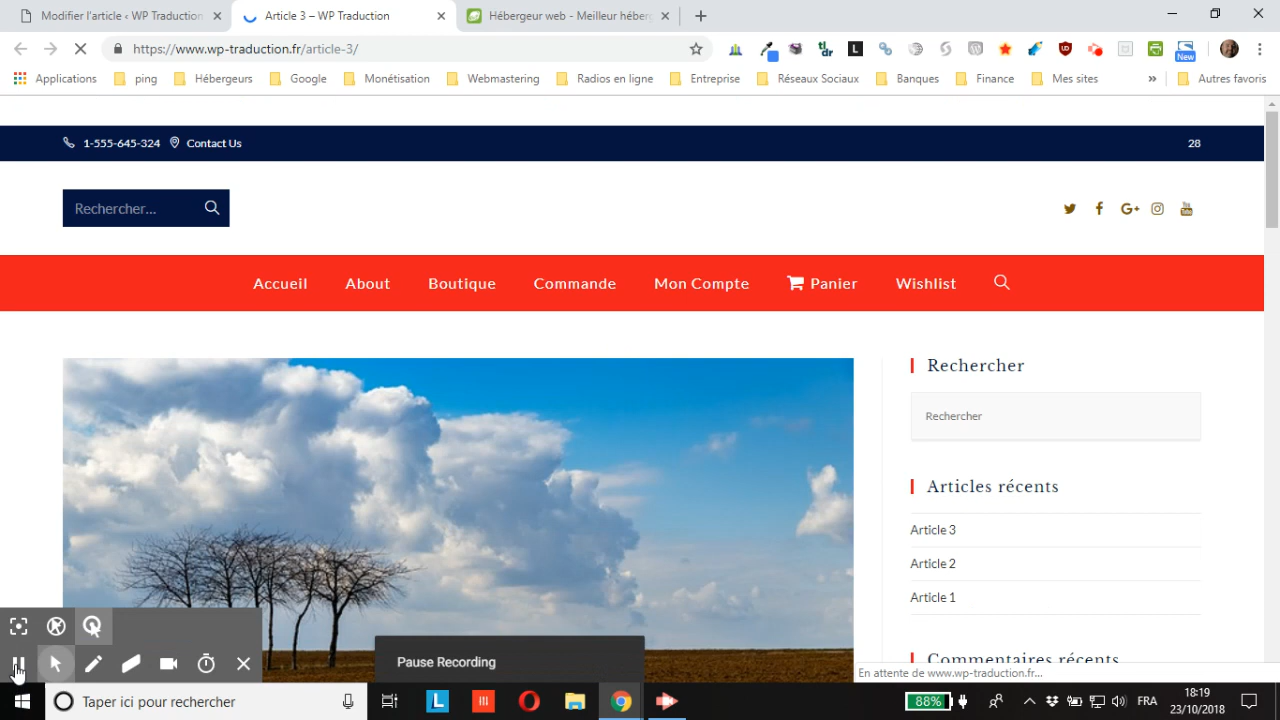 Modifier l'article ‹ WP Traduction
Article 3 – WP Traduction
Hébergeur web - Meilleur héberg
https://www.wp-traduction.fr/article-3/
tldr
L
UD
New
Applications
ping
Hébergeurs
Google
Monétisation
Webmastering
Radios en ligne
Entreprise
Réseaux Sociaux
Banques
Finance
Mes sites
»
Autres favoris
1-555-645-324
Contact Us
28
Rechercher...
G+
Accueil
About
Boutique
Commande
Mon Compte
Panier
Wishlist
Rechercher
Rechercher
Articles récents
Article 3
Article 2
Article 1
Commentaires récents
Pause Recording
En attente de www.wp-traduction.fr...
Taper ici pour rechercher
L
88%
FRA
18:19
23/10/2018